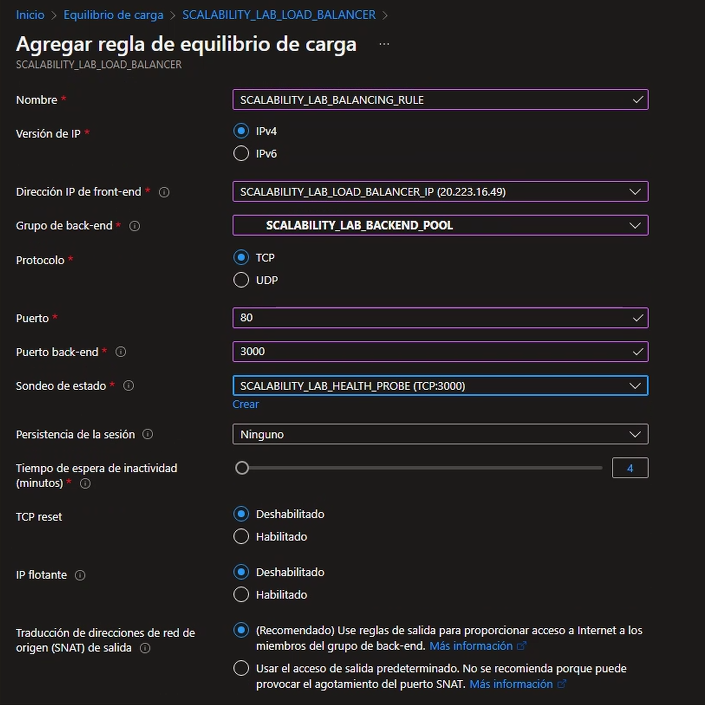 Inicio > Equilibrio de carga > SCALABILITY_LAB_LOAD_BALANCER >
Agregar regla de equilibrio de carga ...
SCALABILITY_LAB_LOAD_BALANCER
Nombre * SCALABILITY_LAB_BALANCING_RULE
Versión de IP * IPv4
IPv6
Dirección IP de front-end * SCALABILITY_LAB_LOAD_BALANCER_IP (20.223.16.49)
Grupo de back-end * SCALABILITY_LAB_BACKEND_POOL
Protocolo * TCP
UDP
Puerto * 80
Puerto back-end * 3000
Sondeo de estado * SCALABILITY_LAB_HEALTH_PROBE (TCP:3000)
Crear
Persistencia de la sesión Ninguno
Tiempo de espera de inactividad
(minutos) * 4
TCP reset Deshabilitado
Habilitado
IP flotante Deshabilitado
Habilitado
Traducción de direcciones de red de
origen (SNAT) de salida
(Recomendado) Use reglas de salida para proporcionar acceso a Internet a los
miembros del grupo de back-end. Más información
Usar el acceso de salida predeterminado. No se recomienda porque puede
provocar el agotamiento del puerto SNAT. Más información